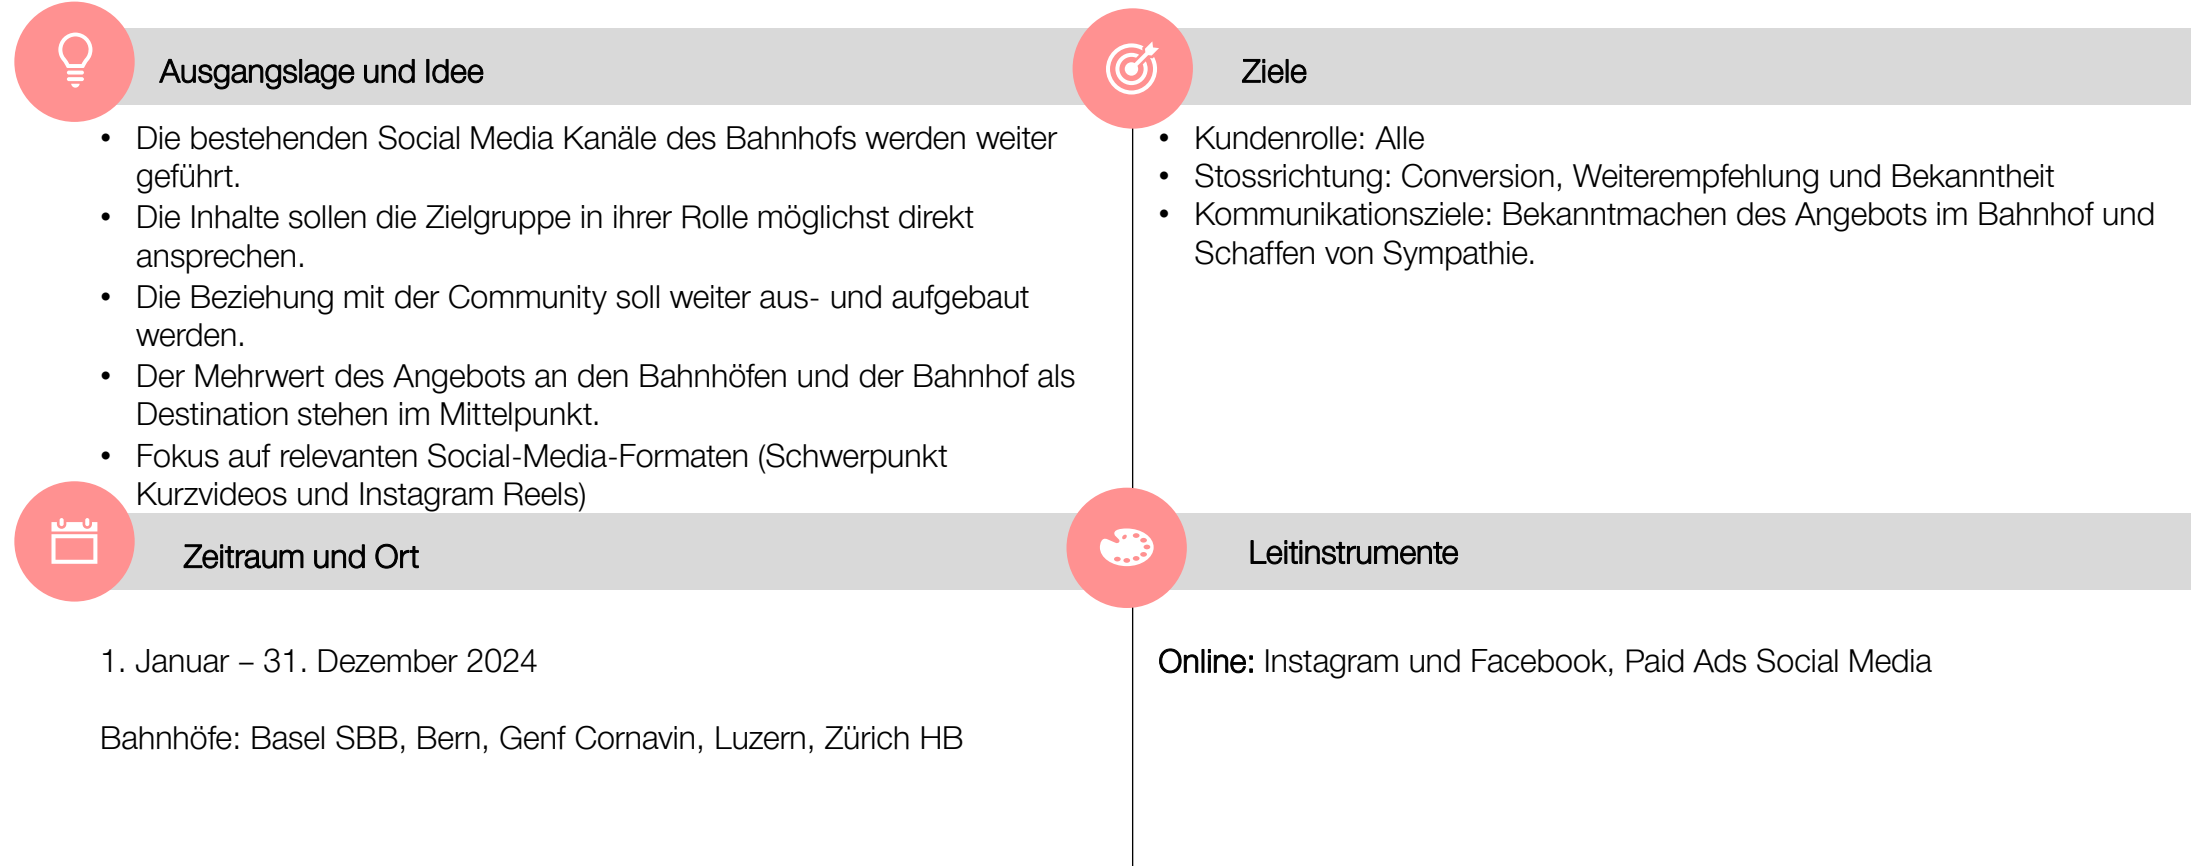 Ausgangslage und Idee
• Die bestehenden Social Media Kanäle des Bahnhofs werden weiter
geführt.
• Die Inhalte sollen die Zielgruppe in ihrer Rolle möglichst direkt
ansprechen.
• Die Beziehung mit der Community soll weiter aus- und aufgebaut
werden.
• Der Mehrwert des Angebots an den Bahnhöfen und der Bahnhof als
Destination stehen im Mittelpunkt.
• Fokus auf relevanten Social-Media-Formaten (Schwerpunkt
Kurzvideos und Instagram Reels)
Ziele
• Kundenrolle: Alle
• Stossrichtung: Conversion, Weiterempfehlung und Bekanntheit
• Kommunikationsziele: Bekanntmachen des Angebots im Bahnhof und
Schaffen von Sympathie.
Zeitraum und Ort
1. Januar – 31. Dezember 2024
Bahnhöfe: Basel SBB, Bern, Genf Cornavin, Luzern, Zürich HB
Leitinstrumente
Online: Instagram und Facebook, Paid Ads Social Media